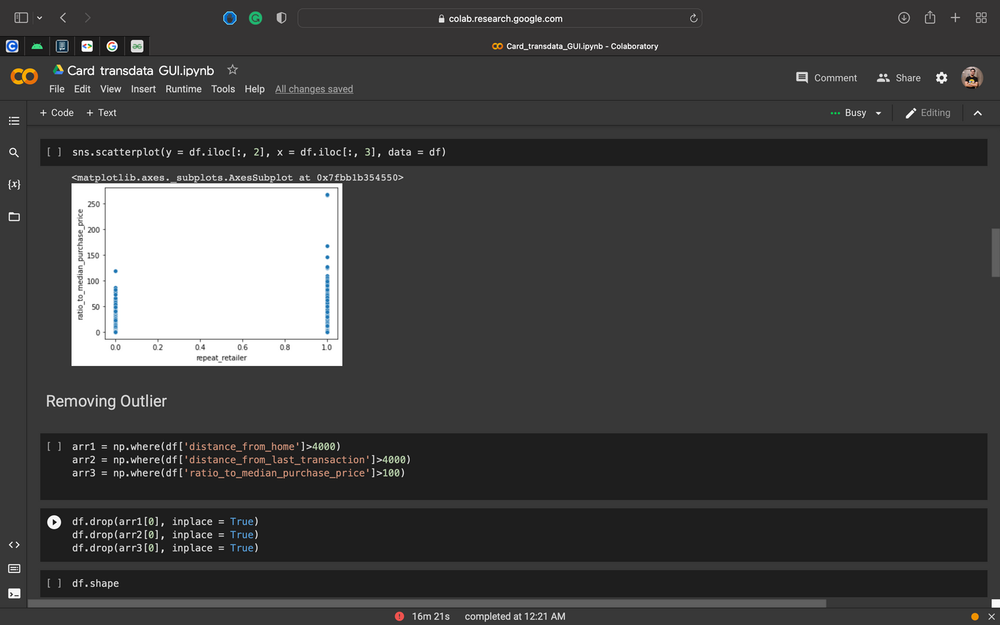 colab.research.google.com
Card_transdata_GUI.ipynb - Colaboratory
Card_transdata_GUI.ipynb
Comment
Share
File Edit View Insert Runtime Tools Help All changes saved
+ Code + Text
Busy
Editing
[ ] sns.scatterplot(y = df.iloc[:, 2], x = df.iloc[:, 3], data = df)
<matplotlib.axes._subplots.AxesSubplot at 0x7fbb1b354550>
ratio_to_median_purchase_price
250
200
150
100
50
0
0.0 0.2 0.4 0.6 0.8 1.0
repeat_retailer
Removing Outlier
[ ] arr1 = np.where(df['distance_from_home']>4000)
arr2 = np.where(df['distance_from_last_transaction']>4000)
arr3 = np.where(df['ratio_to_median_purchase_price']>100)
df.drop(arr1[0], inplace = True)
df.drop(arr2[0], inplace = True)
df.drop(arr3[0], inplace = True)
[ ] df.shape
16m 21s completed at 12:21 AM